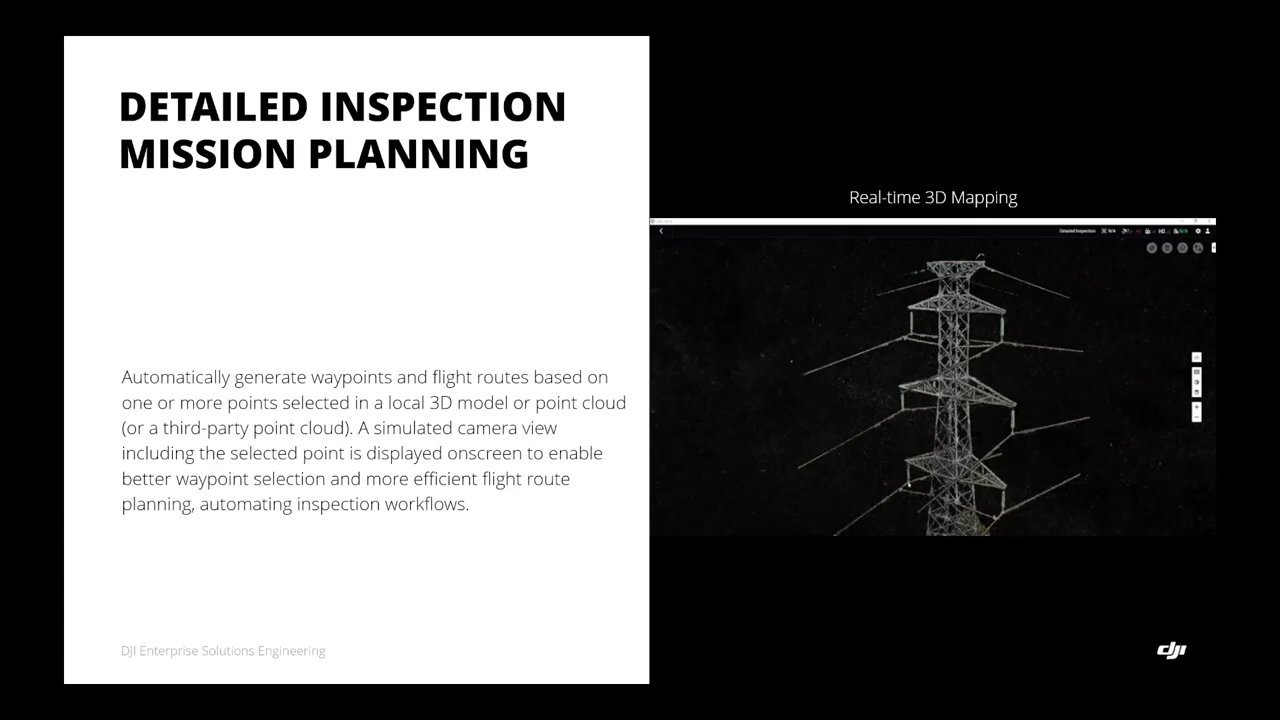 DETAILED INSPECTION
MISSION PLANNING
Automatically generate waypoints and flight routes based on
one or more points selected in a local 3D model or point cloud
(or a third-party point cloud). A simulated camera view
including the selected point is displayed onscreen to enable
better waypoint selection and more efficient flight route
planning, automating inspection workflows.
DJI Enterprise Solutions Engineering
Real-time 3D Mapping
Detailed Inspection
N/A
HD
N/A
dji